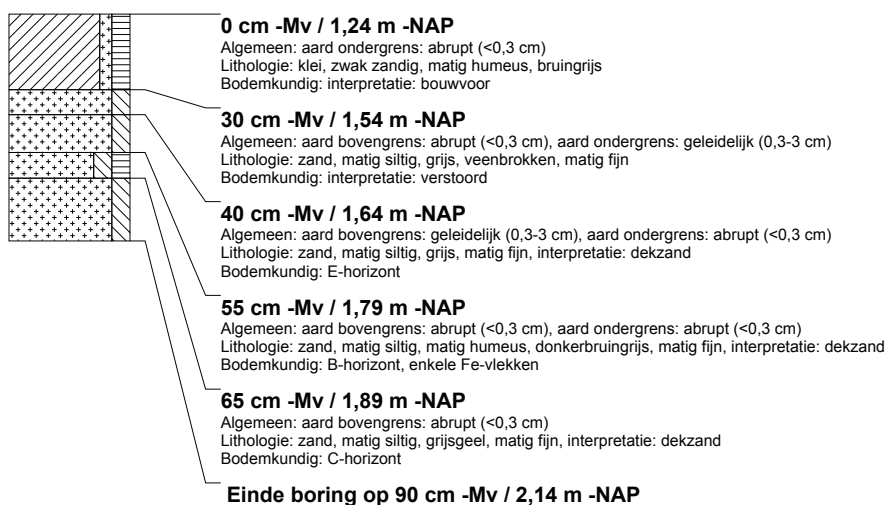 0 cm -Mv / 1,24 m -NAP
Algemeen: aard ondergrens: abrupt (<0,3 cm)
Lithologie: klei, zwak zandig, matig humeus, bruingrijs
Bodemkundig: interpretatie: bouwvoor
30 cm -Mv / 1,54 m -NAP
Algemeen: aard bovengrens: abrupt (<0,3 cm), aard ondergrens: geleidelijk (0,3-3 cm)
Lithologie: zand, matig siltig, grijs, veenbrokken, matig fijn
Bodemkundig: interpretatie: verstoord
40 cm -Mv / 1,64 m -NAP
Algemeen: aard bovengrens: geleidelijk (0,3-3 cm), aard ondergrens: abrupt (<0,3 cm)
Lithologie: zand, matig siltig, grijs, matig fijn, interpretatie: dekzand
Bodemkundig: E-horizont
55 cm -Mv / 1,79 m -NAP
Algemeen: aard bovengrens: abrupt (<0,3 cm), aard ondergrens: abrupt (<0,3 cm)
Lithologie: zand, matig siltig, matig humeus, donkerbruingrijs, matig fijn, interpretatie: dekzand
Bodemkundig: B-horizont, enkele Fe-vlekken
65 cm -Mv / 1,89 m -NAP
Algemeen: aard bovengrens: abrupt (<0,3 cm)
Lithologie: zand, matig siltig, grijsgeel, matig fijn, interpretatie: dekzand
Bodemkundig: C-horizont
Einde boring op 90 cm -Mv / 2,14 m -NAP